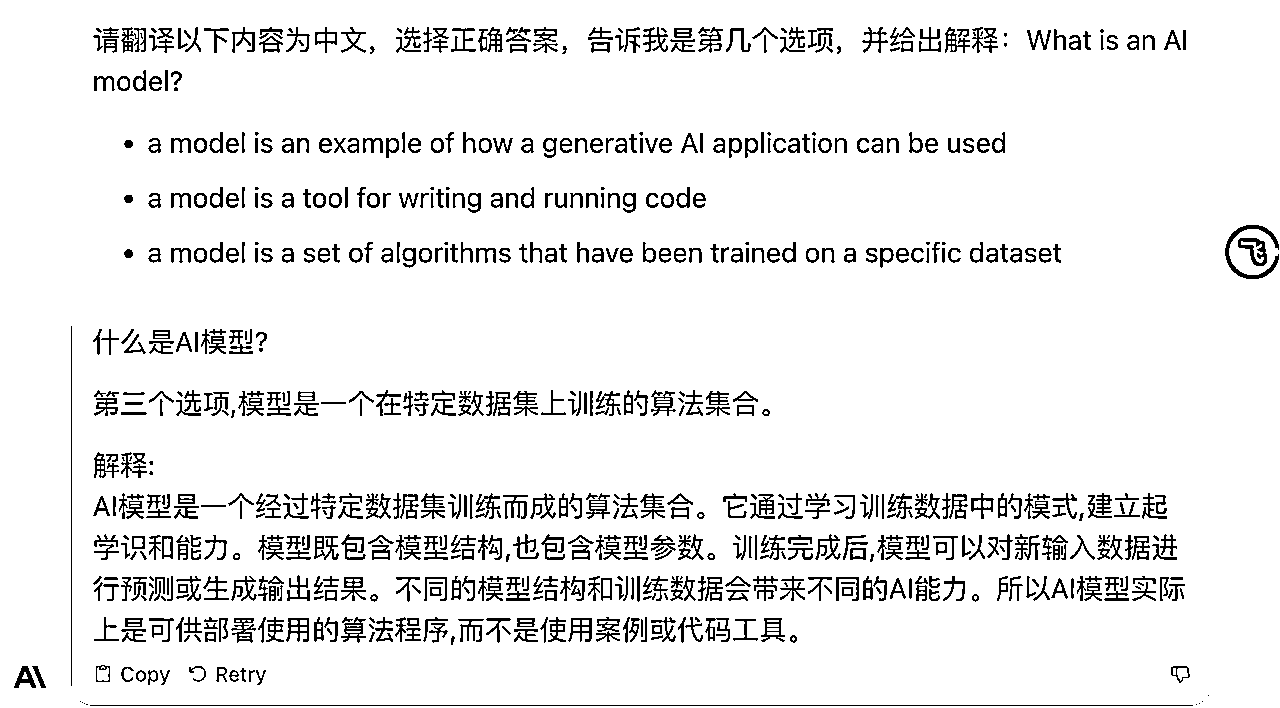 请翻译以下内容为中文，选择正确答案，告诉我是第几个选项，并给出解释：What is an AI
model?
• a model is an example of how a generative AI application can be used
• a model is a tool for writing and running code
• a model is a set of algorithms that have been trained on a specific dataset
什么是AI模型?
第三个选项,模型是一个在特定数据集上训练的算法集合。
解释:
AI模型是一个经过特定数据集训练而成的算法集合。它通过学习训练数据中的模式,建立起
学识和能力。模型既包含模型结构,也包含模型参数。训练完成后,模型可以对新输入数据进
行预测或生成输出结果。不同的模型结构和训练数据会带来不同的AI能力。所以AI模型实际
上是可供部署使用的算法程序,而不是使用案例或代码工具。
AI Copy Retry